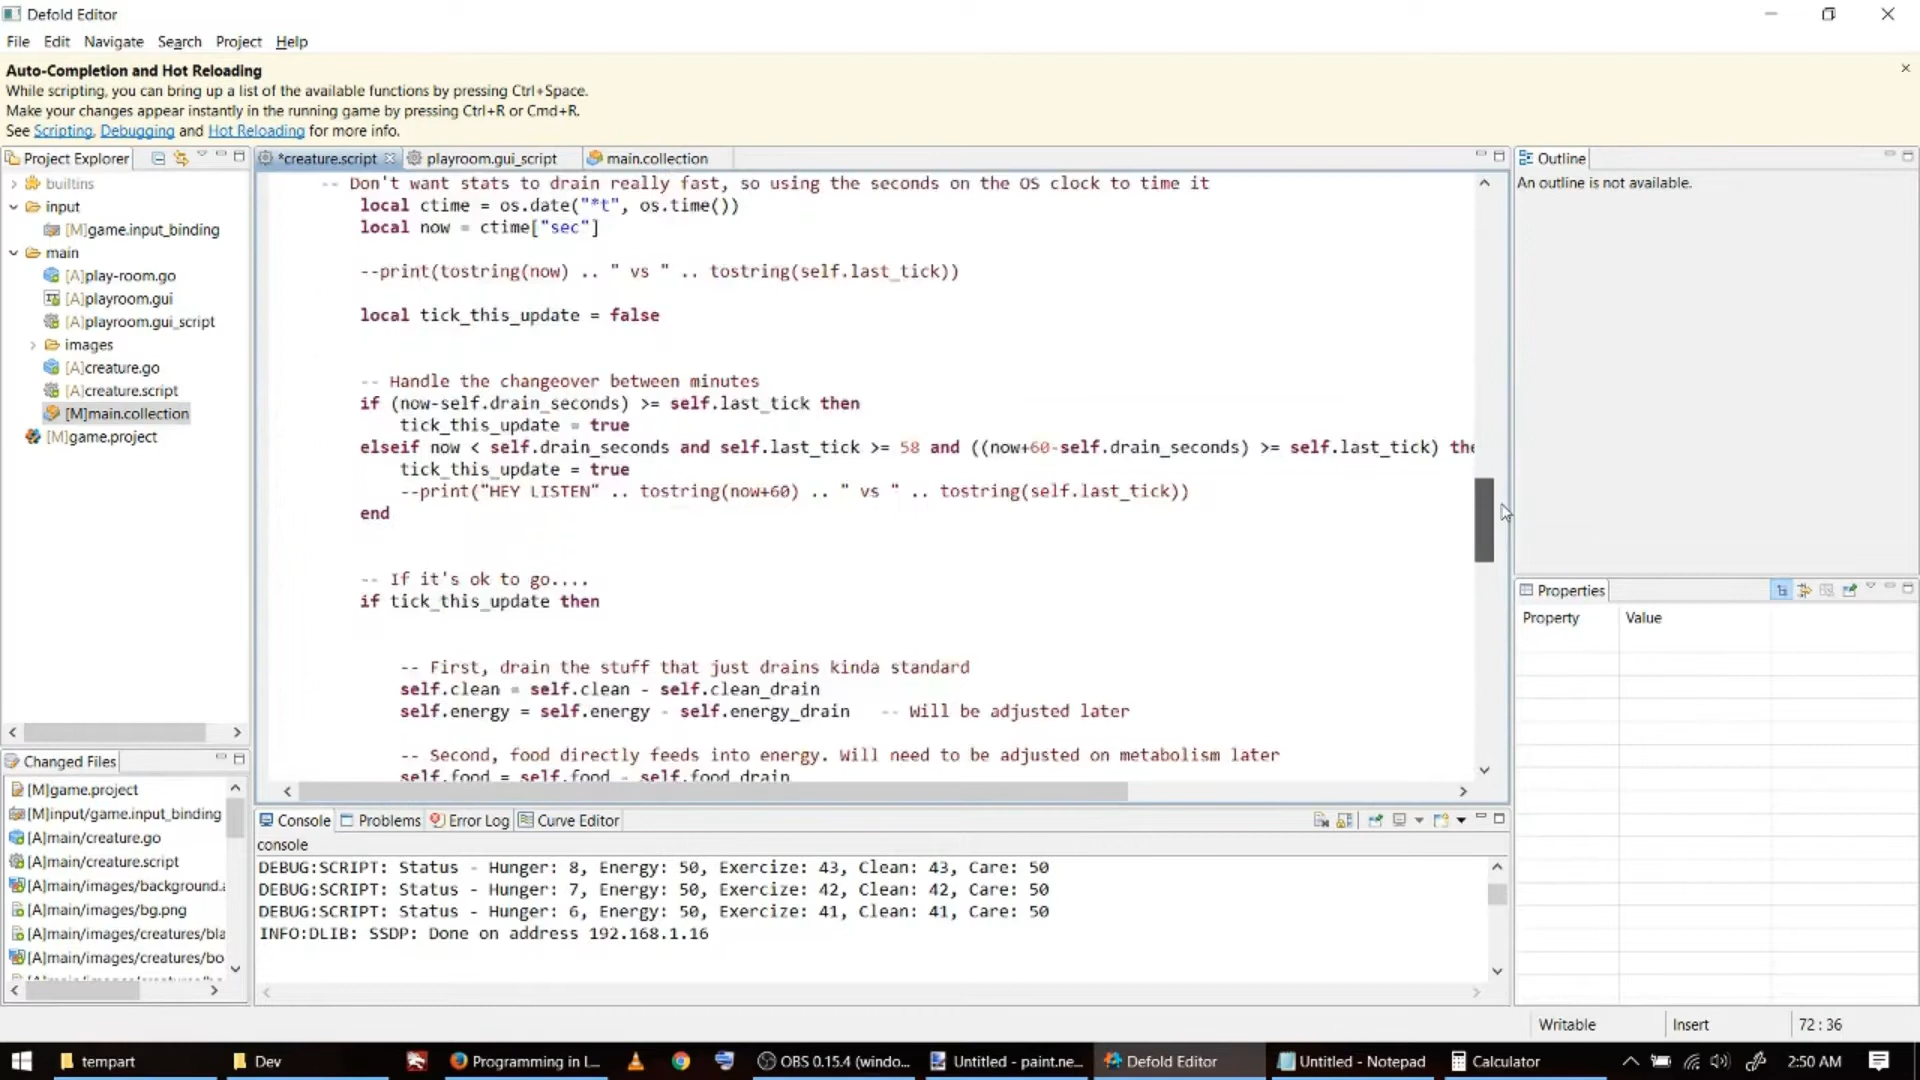 Defold Editor
File Edit Navigate Search Project Help
Auto-Completion and Hot Reloading
While scripting, you can bring up a list of the available functions by pressing Ctrl+Space.
Make your changes appear instantly in the running game by pressing Ctrl+R or Cmd+R.
See Scripting, Debugging and Hot Reloading for more info.
Project Explorer
builtins
input
[M]game.input_binding
main
[A]play-room.go
[A]playroom.gui
[A]playroom.gui_script
images
[A]creature.go
[A]creature.script
[M]main.collection
[M]game.project
Changed Files
[M]game.project
[M]input/game.input_binding
[A]main/creature.go
[A]main/creature.script
[A]main/images/background.a
[A]main/images/bg.png
[A]main/images/creatures/bla
[A]main/images/creatures/bo
*creature.script playroom.gui_script main.collection
-- Don't want stats to drain really fast, so using the seconds on the OS clock to time it
local ctime = os.date("*t", os.time())
local now = ctime["sec"]
--print(tostring(now) .. " vs " .. tostring(self.last_tick))
local tick_this_update = false
-- Handle the changeover between minutes
if (now-self.drain_seconds) >= self.last_tick then
tick_this_update = true
elseif now < self.drain_seconds and self.last_tick >= 58 and ((now+60-self.drain_seconds) >= self.last_tick) the
tick_this_update = true
--print("HEY LISTEN" .. tostring(now+60) .. " vs " .. tostring(self.last_tick))
end
-- If it's ok to go....
if tick_this_update then
-- First, drain the stuff that just drains kinda standard
self.clean = self.clean - self.clean_drain
self.energy = self.energy - self.energy_drain -- Will be adjusted later
-- Second, food directly feeds into energy. Will need to be adjusted on metabolism later
self.food = self.food - self.food_drain
Console Problems Error Log Curve Editor
console
DEBUG:SCRIPT: Status - Hunger: 8, Energy: 50, Exercize: 43, Clean: 43, Care: 50
DEBUG:SCRIPT: Status - Hunger: 7, Energy: 50, Exercize: 42, Clean: 42, Care: 50
DEBUG:SCRIPT: Status - Hunger: 6, Energy: 50, Exercize: 41, Clean: 41, Care: 50
INFO:DLIB: SSDP: Done on address 192.168.1.16
Outline
An outline is not available.
Properties
Property Value
Writable Insert 72 : 36
tempart Dev Programming in L... OBS 0.15.4 (windo... Untitled - paint.ne... Defold Editor Untitled - Notepad Calculator 2:50 AM